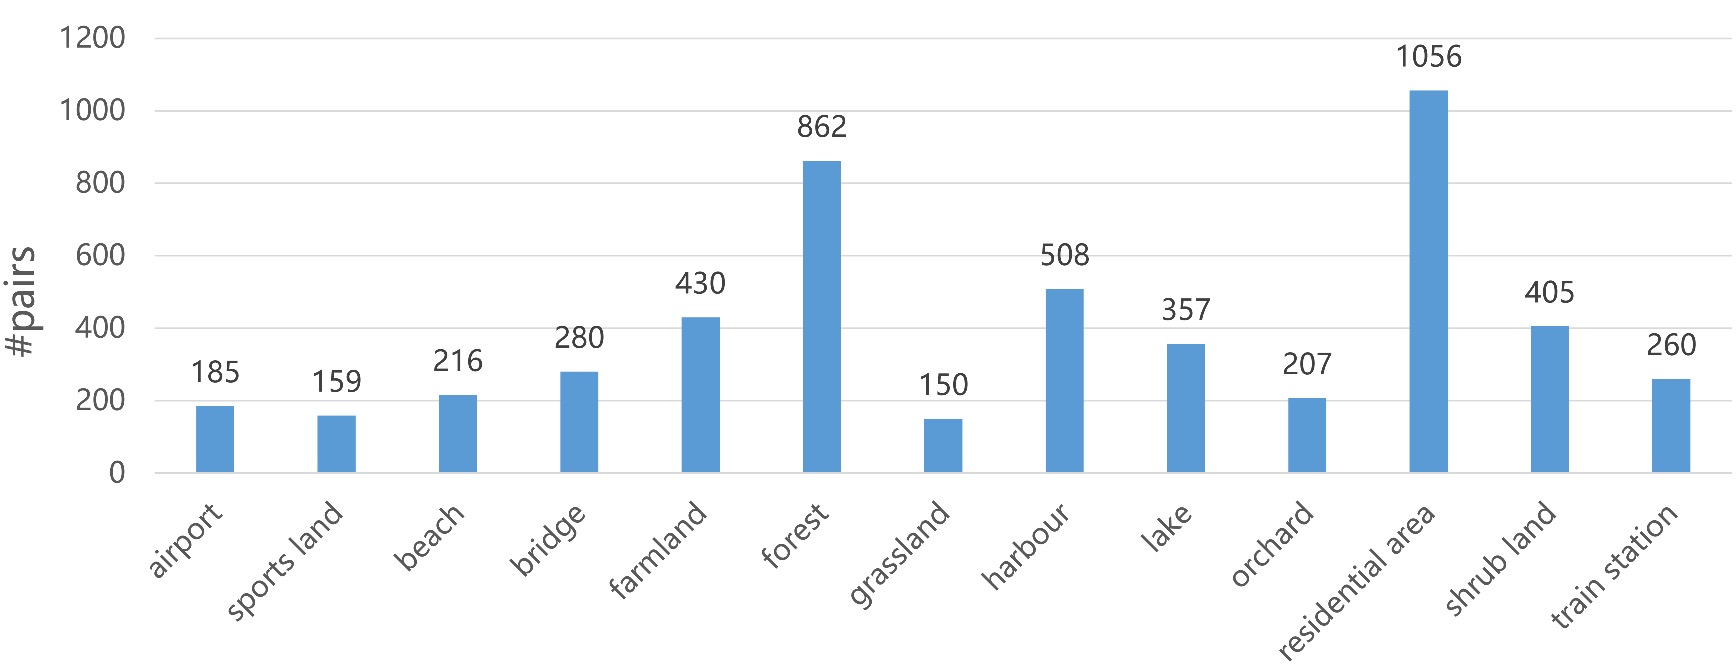 #pairs
1200
1000
800
600
400
200
0
185
159
216
280
430
862
150
508
357
207
1056
405
260
airport
sports land
beach
bridge
farmland
forest
grassland
harbour
lake
orchard
residential area
shrub land
train station